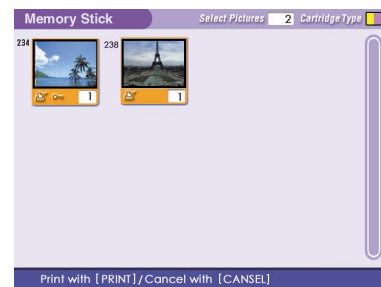 Memory Stick Select Pictures 2 Cartridge Type
234 238
1 1
Print with [PRINT]/Cancel with [CANSEL]